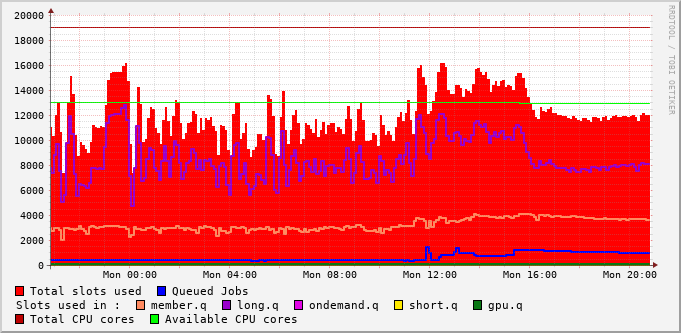 20000
18000
16000
14000
12000
10000
8000
6000
4000
2000
0
Mon 00:00 Mon 04:00 Mon 08:00 Mon 12:00 Mon 16:00 Mon 20:00
RRDTOOL / TOBI OETIKER
Total slots used Queued Jobs
Slots used in : member.q long.q ondemand.q short.q gpu.q
Total CPU cores Available CPU cores